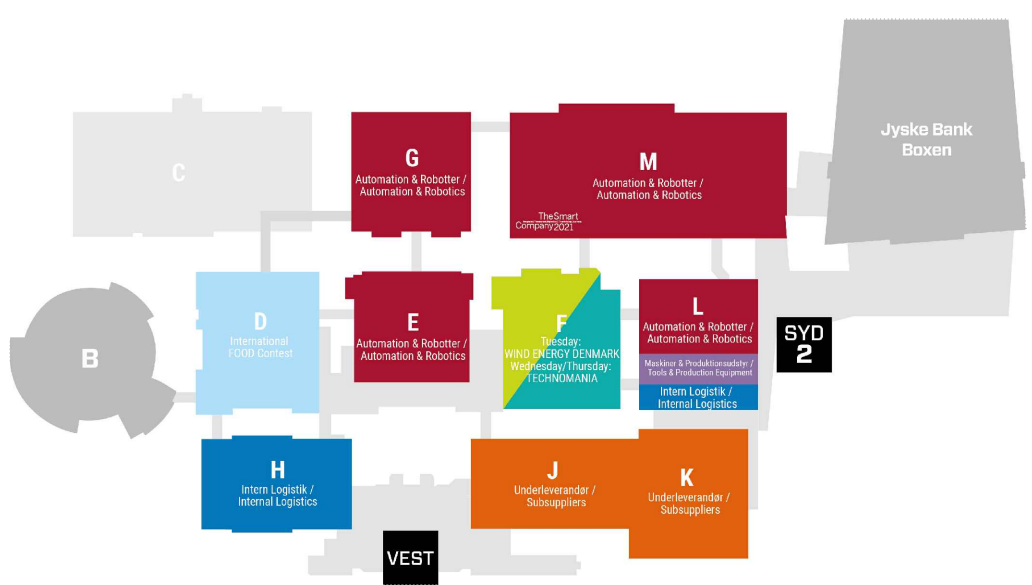 Jyske Bank
Boxen
C
G
Automation & Robotter /
Automation & Robotics
M
Automation & Robotter /
Automation & Robotics
TheSmart
Company2021
B
D
International
FOOD Contest
E
Automation & Robotter /
Automation & Robotics
F
Tuesday:
WIND ENERGY DENMARK
Wednesday/Thursday:
TECHNOMANIA
L
Automation & Robotter /
Automation & Robotics
Maskiner & Produktionsudstyr /
Tools & Production Equipment
Intern Logistik /
Internal Logistics
SYD
2
H
Intern Logistik /
Internal Logistics
J
Underleverandør /
Subsuppliers
K
Underleverandør /
Subsuppliers
VEST